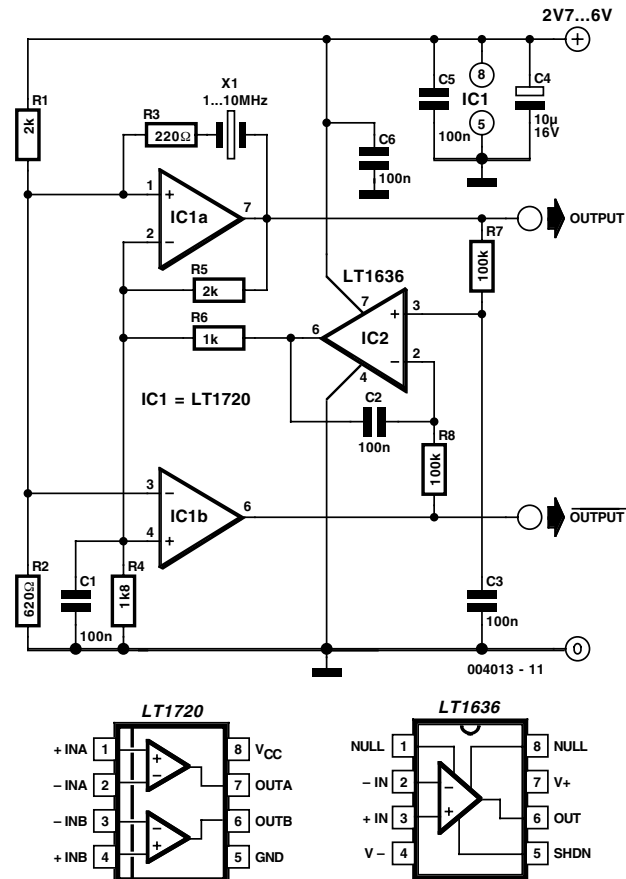 2V7...6V
+
X1
1...10MHz
R1
2k
R3
220Ω
C5
100n
8
IC1
5
C4
10µ
16V
C6
100n
1
+
IC1a
7
2
−
OUTPUT
R7
100k
R5
2k
R6
1k
LT1636
7
+
3
6
IC2
2
−
4
IC1 = LT1720
C2
100n
R8
100k
3
−
IC1b
6
4
+
OUTPUT
R2
620Ω
C1
100n
R4
1k8
C3
100n
0
004013 - 11
LT1720
+ INA 1 8 VCC
− INA 2 7 OUTA
− INB 3 6 OUTB
+ INB 4 5 GND
+
−
−
+
LT1636
NULL 1 8 NULL
− IN 2 7 V+
+ IN 3 6 OUT
V − 4 5 SHDN
−
+